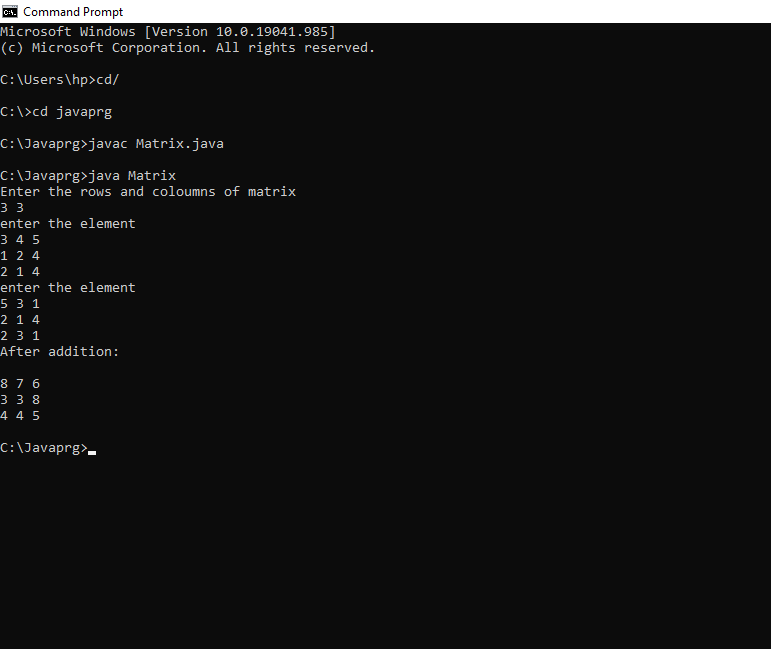 Command Prompt
Microsoft Windows [Version 10.0.19041.985]
(c) Microsoft Corporation. All rights reserved.
C:\Users\hp>cd/
C:\>cd javaprg
C:\Javaprg>javac Matrix.java
C:\Javaprg>java Matrix
Enter the rows and coloumns of matrix
3 3
enter the element
3 4 5
1 2 4
2 1 4
enter the element
5 3 1
2 1 4
2 3 1
After addition:
8 7 6
3 3 8
4 4 5
C:\Javaprg>